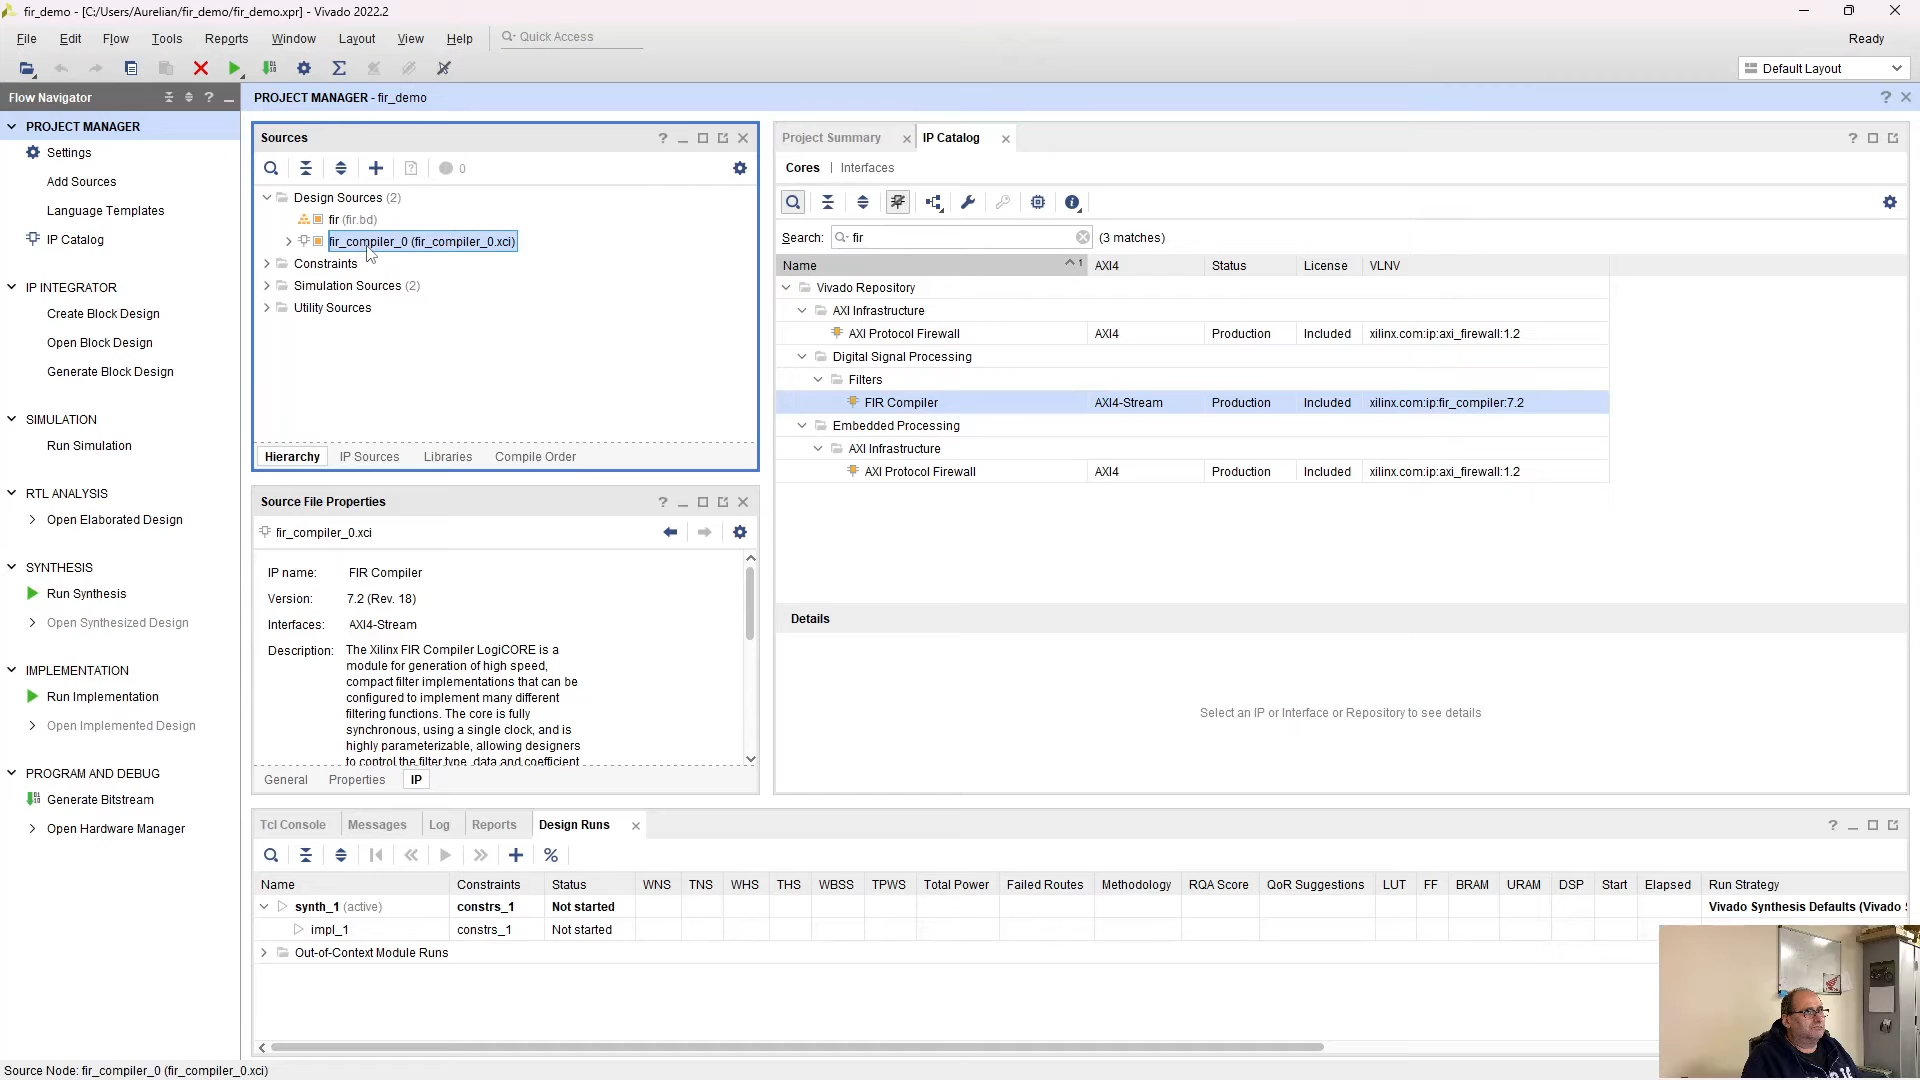 fir_demo - [C:/Users/Aurelian/fir_demo/fir_demo.xpr] - Vivado 2022.2
File Edit Flow Tools Reports Window Layout View Help Quick Access Ready
Default Layout
Flow Navigator
PROJECT MANAGER - fir_demo
PROJECT MANAGER
Settings
Add Sources
Language Templates
IP Catalog
IP INTEGRATOR
Create Block Design
Open Block Design
Generate Block Design
SIMULATION
Run Simulation
RTL ANALYSIS
Open Elaborated Design
SYNTHESIS
Run Synthesis
Open Synthesized Design
IMPLEMENTATION
Run Implementation
Open Implemented Design
PROGRAM AND DEBUG
Generate Bitstream
Open Hardware Manager
Sources
0
Design Sources (2)
fir (fir.bd)
fir_compiler_0 (fir_compiler_0.xci)
Constraints
Simulation Sources (2)
Utility Sources
Hierarchy IP Sources Libraries Compile Order
Source File Properties
fir_compiler_0.xci
IP name: FIR Compiler
Version: 7.2 (Rev. 18)
Interfaces: AXI4-Stream
Description: The Xilinx FIR Compiler LogiCORE is a
module for generation of high speed,
compact filter implementations that can be
configured to implement many different
filtering functions. The core is fully
synchronous, using a single clock, and is
highly parameterizable, allowing designers
to control the filter type, data and coefficient
General Properties IP
Project Summary IP Catalog
Cores | Interfaces
Search: fir (3 matches)
Name 1 AXI4 Status License VLNV
Vivado Repository
AXI Infrastructure
AXI Protocol Firewall AXI4 Production Included xilinx.com:ip:axi_firewall:1.2
Digital Signal Processing
Filters
FIR Compiler AXI4-Stream Production Included xilinx.com:ip:fir_compiler:7.2
Embedded Processing
AXI Infrastructure
AXI Protocol Firewall AXI4 Production Included xilinx.com:ip:axi_firewall:1.2
Details
Select an IP or Interface or Repository to see details
Tcl Console Messages Log Reports Design Runs
Name Constraints Status WNS TNS WHS THS WBSS TPWS Total Power Failed Routes Methodology RQA Score QoR Suggestions LUT FF BRAM URAM DSP Start Elapsed Run Strategy
synth_1 (active) constrs_1 Not started Vivado Synthesis Defaults (Vivado
impl_1 constrs_1 Not started
Out-of-Context Module Runs
Source Node: fir_compiler_0 (fir_compiler_0.xci)